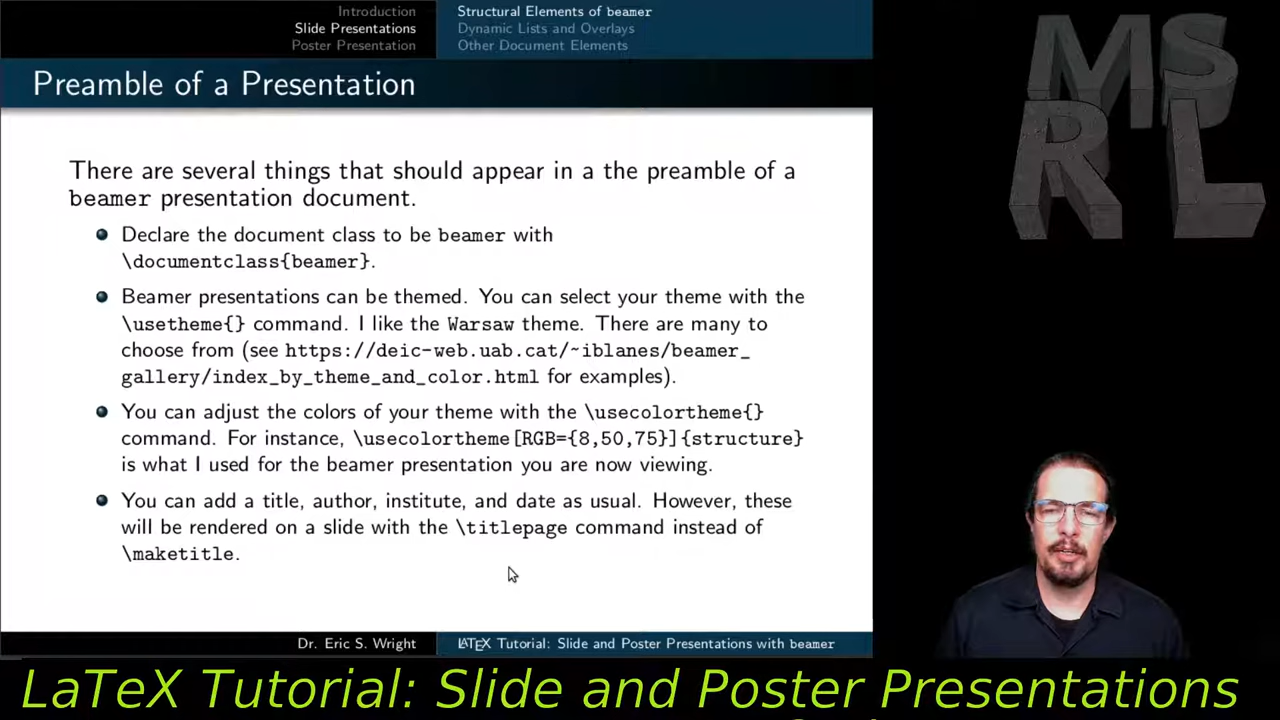 Introduction
Slide Presentations
Poster Presentation
Structural Elements of beamer
Dynamic Lists and Overlays
Other Document Elements
Preamble of a Presentation
There are several things that should appear in a the preamble of a
beamer presentation document.
Declare the document class to be beamer with
\documentclass{beamer}.
Beamer presentations can be themed. You can select your theme with the
\usetheme{} command. I like the Warsaw theme. There are many to
choose from (see https://deic-web.uab.cat/~iblanes/beamer_
gallery/index_by_theme_and_color.html for examples).
You can adjust the colors of your theme with the \usecolortheme{}
command. For instance, \usecolortheme[RGB={8,50,75}]{structure}
is what I used for the beamer presentation you are now viewing.
You can add a title, author, institute, and date as usual. However, these
will be rendered on a slide with the \titlepage command instead of
\maketitle.
Dr. Eric S. Wright
LATEX Tutorial: Slide and Poster Presentations with beamer
MS
RL
LaTeX Tutorial: Slide and Poster Presentations